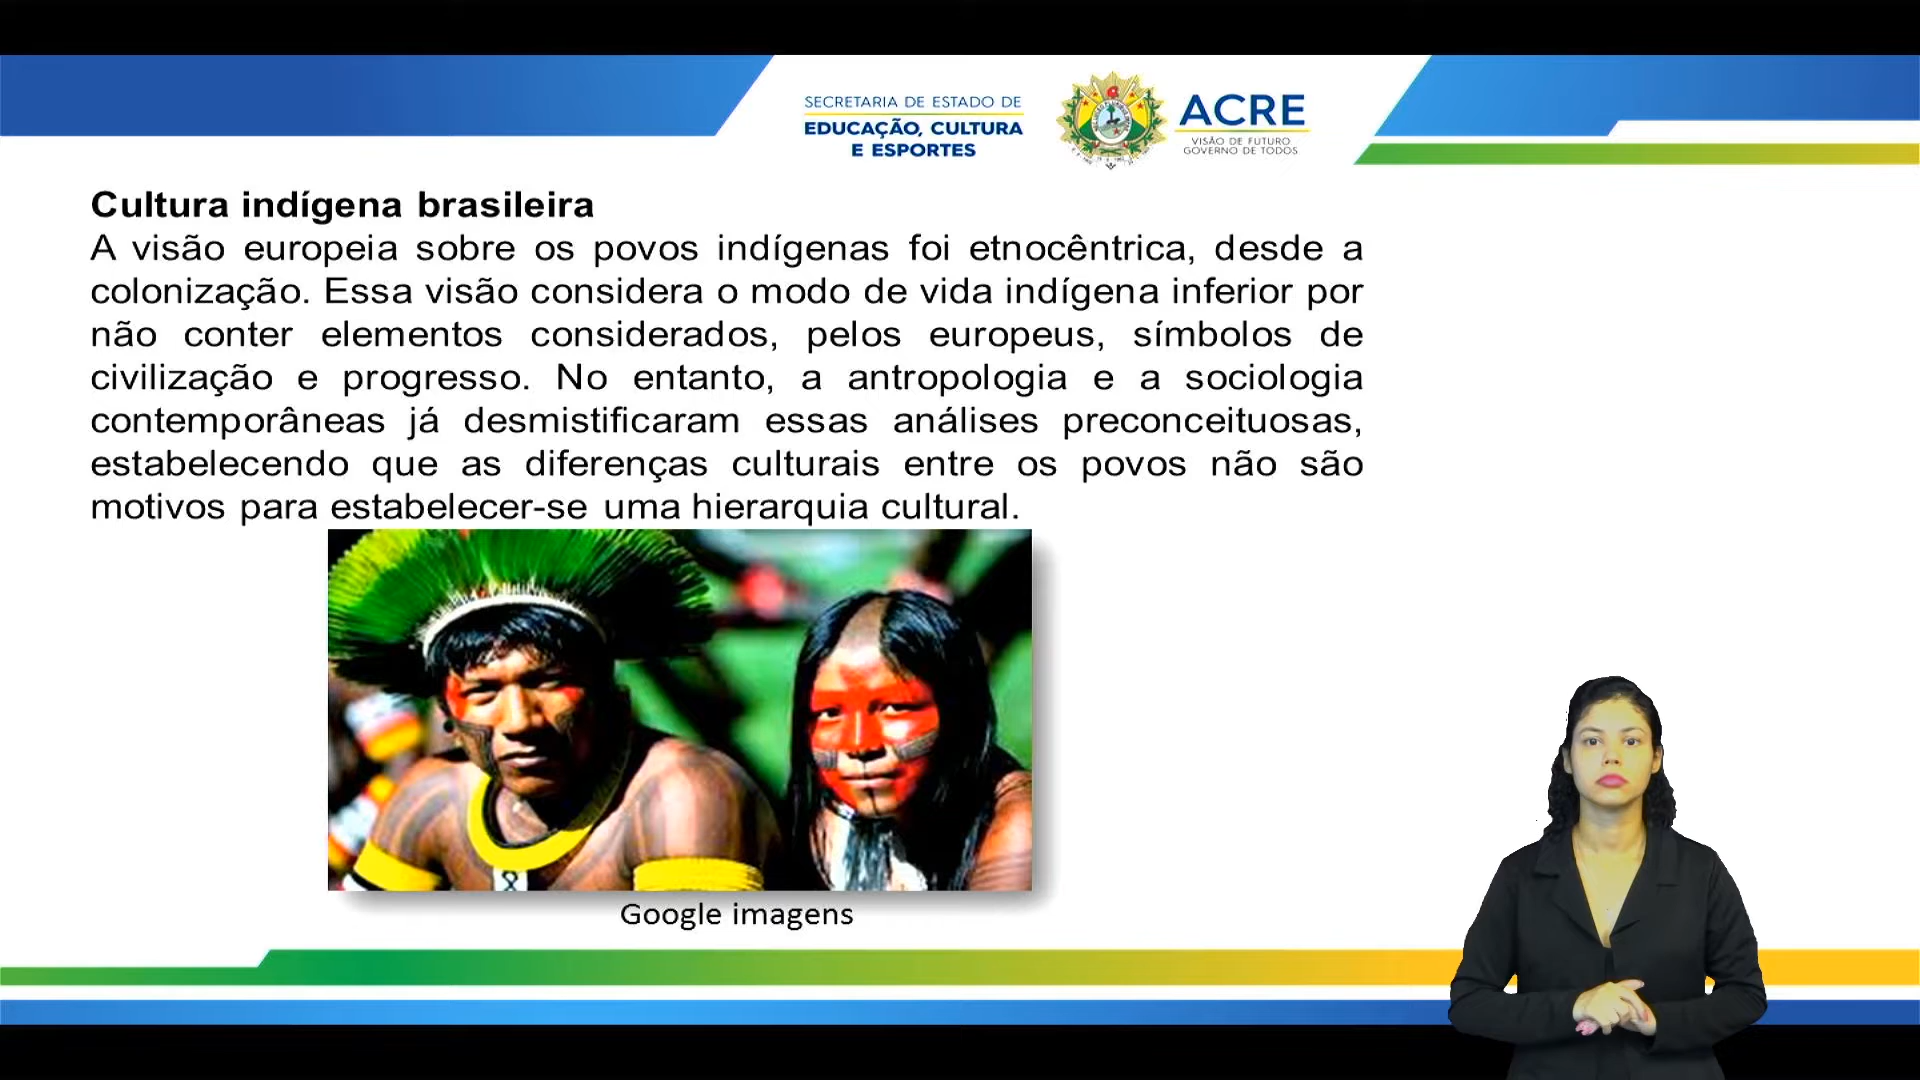 SECRETARIA DE ESTADO DE
EDUCAÇÃO, CULTURA
E ESPORTES
ACRE
VISÃO DE FUTURO
GOVERNO DE TODOS
Cultura indígena brasileira
A visão europeia sobre os povos indígenas foi etnocêntrica, desde a
colonização. Essa visão considera o modo de vida indígena inferior por
não conter elementos considerados, pelos europeus, símbolos de
civilização e progresso. No entanto, a antropologia e a sociologia
contemporâneas já desmistificaram essas análises preconceituosas,
estabelecendo que as diferenças culturais entre os povos não são
motivos para estabelecer-se uma hierarquia cultural.
Google imagens